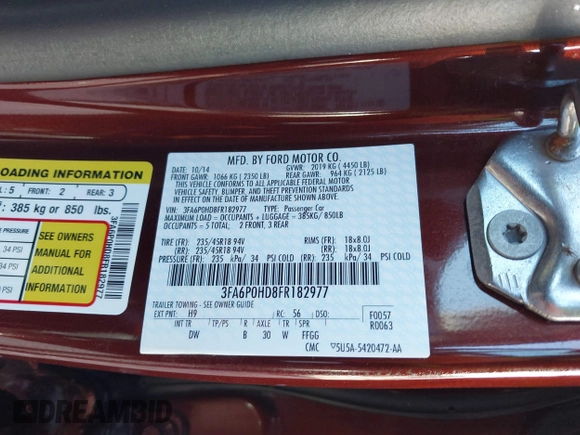 OADING INFORMATION
L: 5 FRONT: 2 REAR: 3
: 385 kg or 850 lbs.
34 PSI
34 PSI
PSI
SEE OWNERS
MANUAL FOR
ADDITIONAL
INFORMATION
3FA6P0HD8FR182977
MFD. BY FORD MOTOR CO.
DATE: 10/14 GVWR: 2019 KG ( 4450 LB)
FRONT GAWR: 1066 KG ( 2350 LB) REAR GAWR: 964 KG ( 2125 LB)
THIS VEHICLE CONFORMS TO ALL APPLICABLE FEDERAL MOTOR
VEHICLE SAFETY, BUMPER, AND THEFT PREVENTION STANDARDS
IN EFFECT ON THE DATE OF MANUFACTURE SHOWN ABOVE.
VIN: 3FA6P0HD8FR182977 TYPE: Passenger Car
MAXIMUM LOAD = OCCUPANTS + LUGGAGE = 385KG/ 850LB
OCCUPANTS = 5 TOTAL; 2 FRONT, 3 REAR
TIRE (FR): 235/45R18 94V RIMS (FR): 18x8.0J
(RR): 235/45R18 94V (RR): 18x8.0J
PRESSURE (FR): 235 kPa/ 34 PSI COLD (RR): 235 kPa/ 34 PSI COLD
3FA6P0HD8FR182977
TRAILER TOWING - SEE OWNER GUIDE
EXT PNT: H9 RC: 56 DSO: F0057
R0063
INT TR TP/PS R AXLE TR SPR
DW B 30 W FFGG
CMC ▽5U5A-5420472-AA
DREAMBID